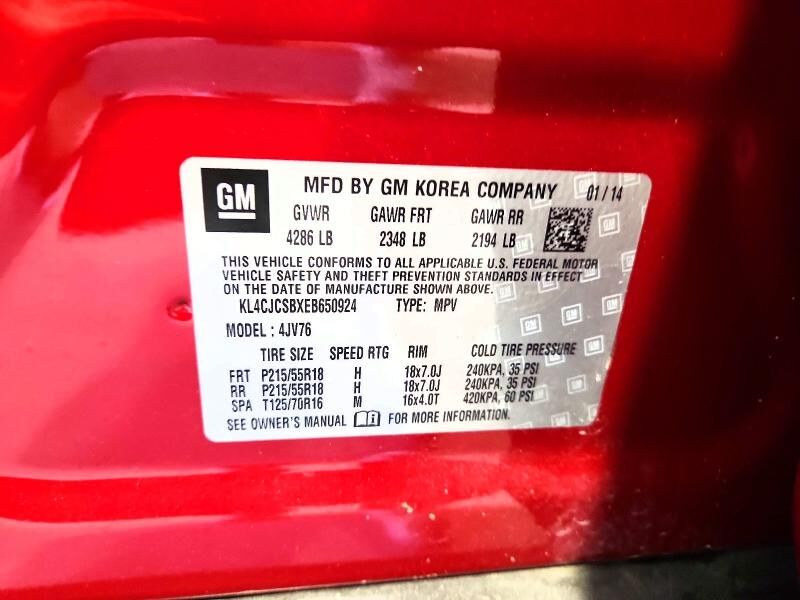 GM MFD BY GM KOREA COMPANY 01/14
GVWR GAWR FRT GAWR RR
4286 LB 2348 LB 2194 LB
THIS VEHICLE CONFORMS TO ALL APPLICABLE U.S. FEDERAL MOTOR
VEHICLE SAFETY AND THEFT PREVENTION STANDARDS IN EFFECT
ON THE DATE OF MANUFACTURE SHOWN ABOVE.
KL4CJCSBXEB650924 TYPE: MPV
MODEL : 4JV76
TIRE SIZE SPEED RTG RIM COLD TIRE PRESSURE
FRT P215/55R18 H 18x7.0J 240KPA, 35 PSI
RR P215/55R18 H 18x7.0J 240KPA, 35 PSI
SPA T125/70R16 M 16x4.0T 420KPA, 60 PSI
SEE OWNER'S MANUAL FOR MORE INFORMATION.